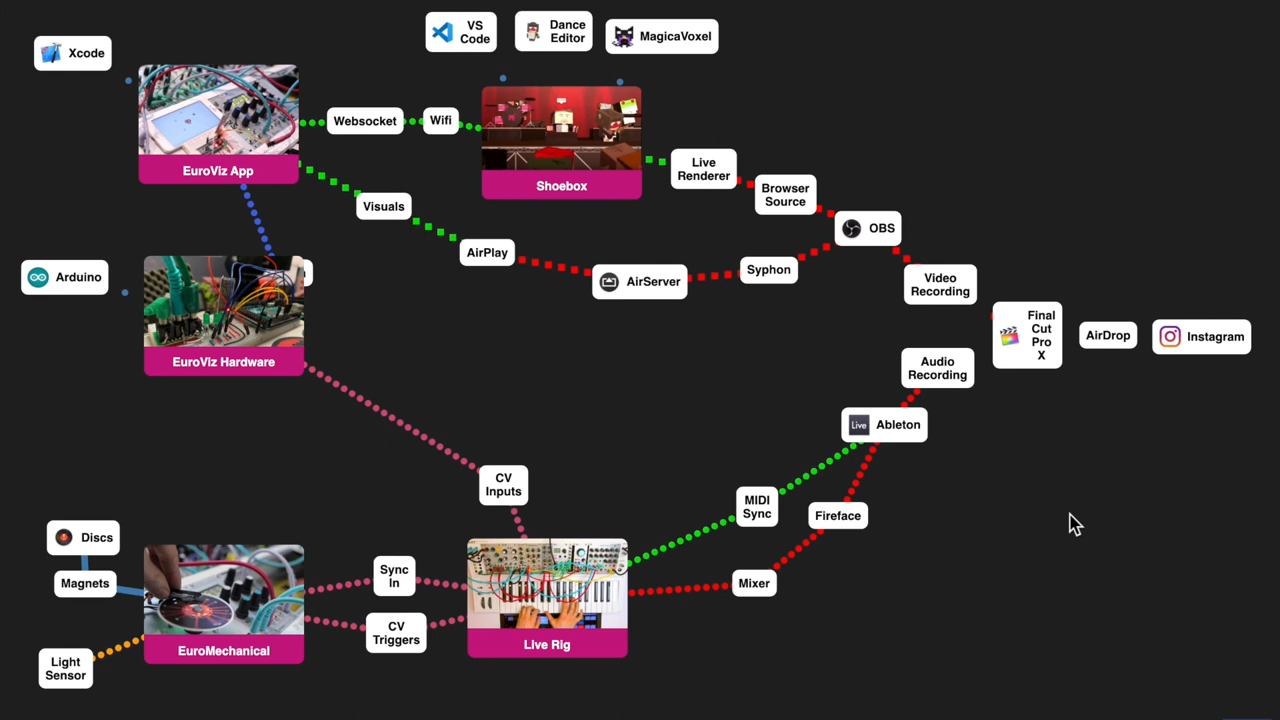 VS
Code
Dance
Editor
MagicaVoxel
Xcode
EuroViz App
Websocket
Wifi
Shoebox
Live
Renderer
Browser
Source
OBS
Visuals
AirPlay
AirServer
Syphon
Video
Recording
Arduino
EuroViz Hardware
Final
Cut
Pro
X
AirDrop
Instagram
Audio
Recording
Live
Ableton
CV
Inputs
MIDI
Sync
Fireface
Discs
Magnets
Sync
In
CV
Triggers
Mixer
EuroMechanical
Live Rig
Light
Sensor